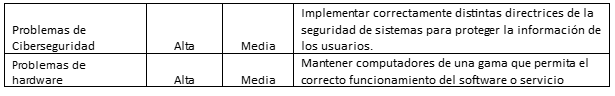 Problemas de
Ciberseguridad
Alta
Media
Implementar correctamente distintas directrices de la
seguridad de sistemas para proteger la información de
los usuarios.
Problemas de
hardware
Alta
Media
Mantener computadores de una gama que permita el
correcto funcionamiento del software o servicio